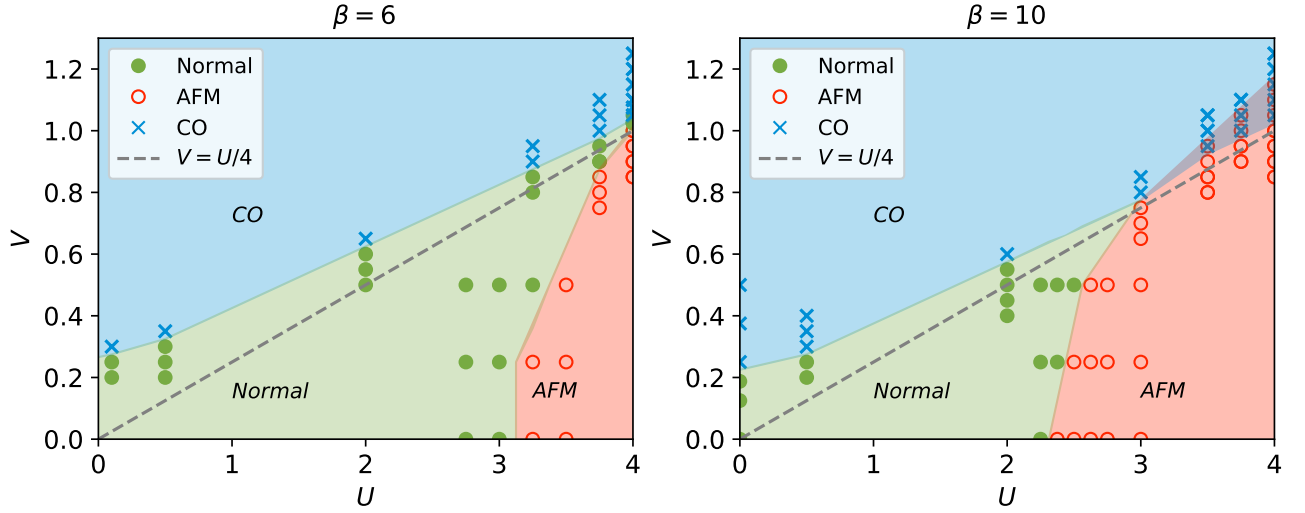 β = 6
Normal
AFM
CO
V = U/4
CO
Normal
AFM
V
U
0.0
0.2
0.4
0.6
0.8
1.0
1.2
0
1
2
3
4
β = 10
Normal
AFM
CO
V = U/4
CO
Normal
AFM
V
U
0.0
0.2
0.4
0.6
0.8
1.0
1.2
0
1
2
3
4